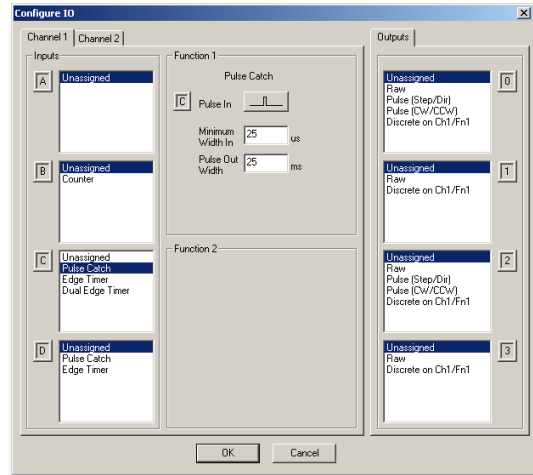 Configure IO
Channel 1
Channel 2
Inputs
A
Unassigned
B
Unassigned
Counter
C
Unassigned
Pulse Catch
Edge Timer
Dual Edge Timer
D
Unassigned
Pulse Catch
Edge Timer
Function 1
Pulse Catch
C Pulse In
Minimum
Width In
25 us
Pulse Out
Width
25 ms
Function 2
Outputs
Unassigned
Raw
Pulse (Step/Dir)
Pulse (CW/CCW)
Discrete on Ch1/Fn1
0
Unassigned
Raw
Discrete on Ch1/Fn1
1
Unassigned
Raw
Pulse (Step/Dir)
Pulse (CW/CCW)
Discrete on Ch1/Fn1
2
Unassigned
Raw
Discrete on Ch1/Fn1
3
OK
Cancel